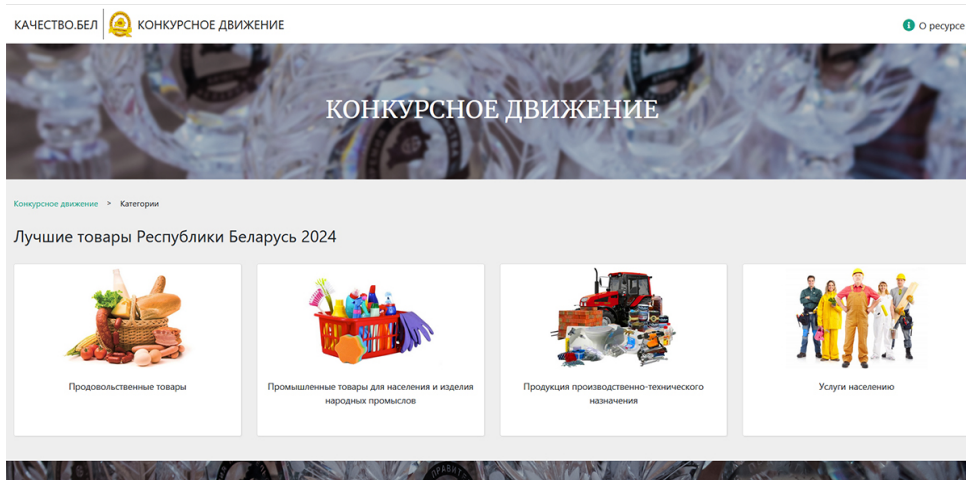 КАЧЕСТВО.БЕЛ КОНКУРСНОЕ ДВИЖЕНИЕ
О ресурсе
КОНКУРСНОЕ ДВИЖЕНИЕ
Конкурсное движение > Категории
Лучшие товары Республики Беларусь 2024
Продовольственные товары
Промышленные товары для населения и изделия
народных промыслов
Продукция производственно-технического
назначения
Услуги населению